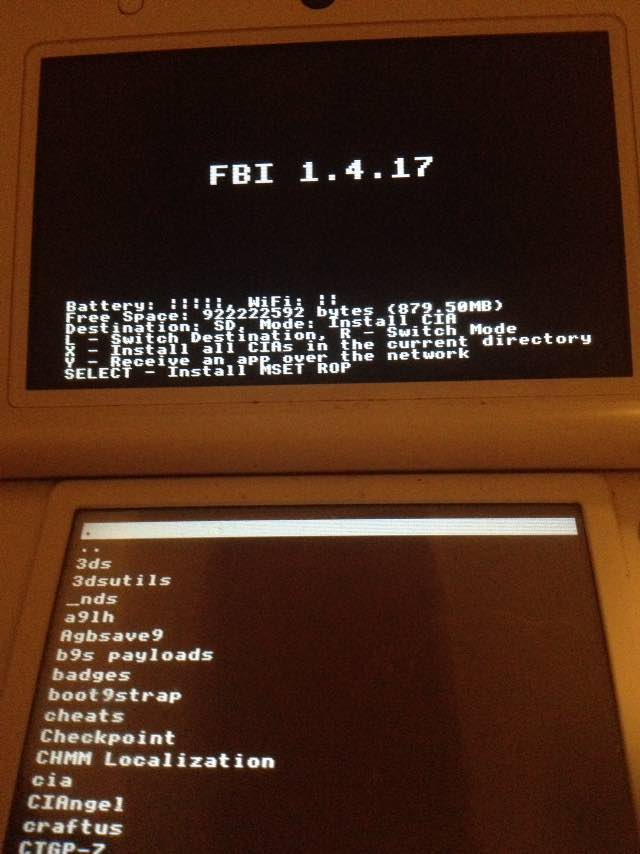 FBI 1.4.17
Battery: :::::, WiFi: ::
Free Space: 922222592 bytes (879.50MB)
Destination: SD, Mode: Install CIA
L - Switch Destination, R - Switch Mode
X - Install all CIAs in the current directory
Y - Receive an app over the network
SELECT - Install MSET ROP
.
..
3ds
3dsutils
_nds
a9lh
Agbsave9
b9s payloads
badges
boot9strap
cheats
Checkpoint
CHMM Localization
cia
CIAngel
craftus
CTGP-7